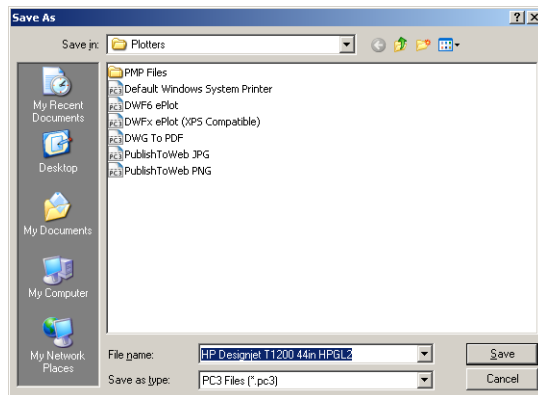 Save As
Save in:
Plotters
My Recent
Documents
Desktop
My Documents
My Computer
My Network
Places
PMP Files
Default Windows System Printer
DWF6 ePlot
DWFx ePlot (XPS Compatible)
DWG To PDF
PublishToWeb JPG
PublishToWeb PNG
File name:
HP Designjet T1200 44in HPGL2
Save
Save as type:
PC3 Files (*.pc3)
Cancel